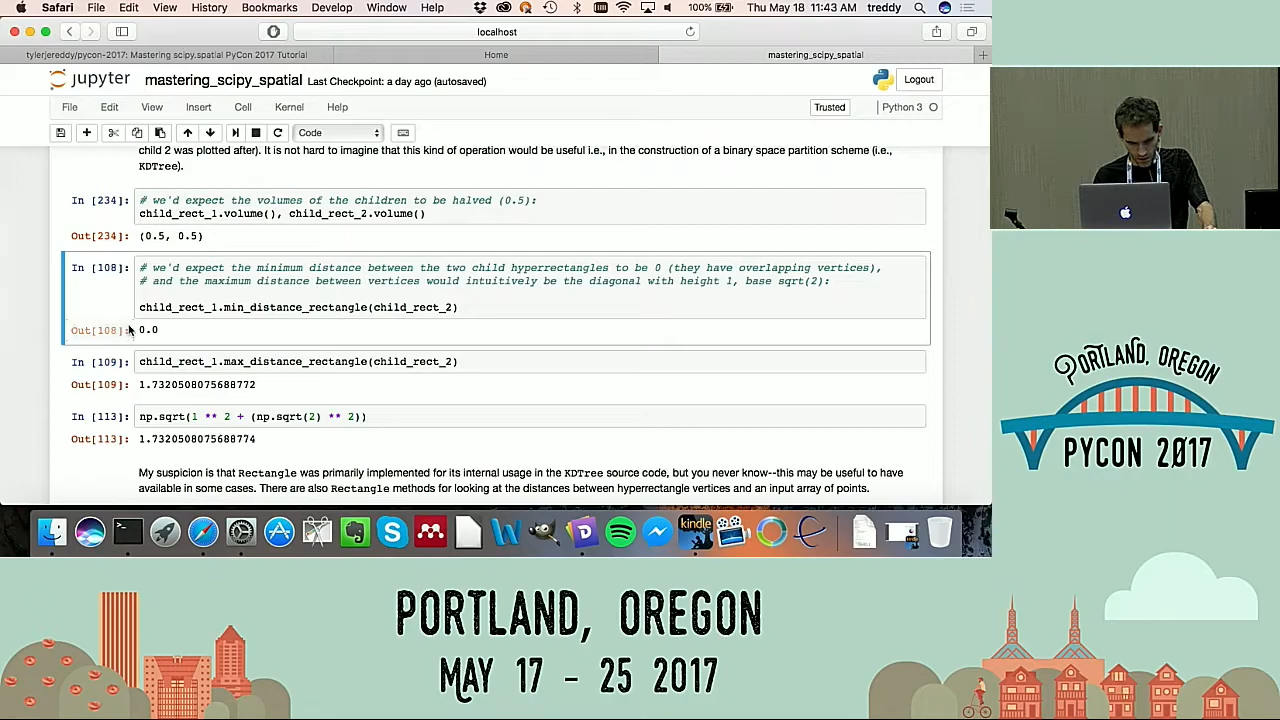 Safari File Edit View History Bookmarks Develop Window Help 100% Thu May 18 11:43 AM treddy
localhost
tylerjereddy/pycon-2017: Mastering scipy.spatial PyCon 2017 Tutorial Home mastering_scipy_spatial
jupyter mastering_scipy_spatial Last Checkpoint: a day ago (autosaved) Logout
File Edit View Insert Cell Kernel Help Trusted Python 3
Code
child 2 was plotted after). It is not hard to imagine that this kind of operation would be useful i.e., in the construction of a binary space partition scheme (i.e.,
KDTree).
In [234]: # we'd expect the volumes of the children to be halved (0.5):
child_rect_1.volume(), child_rect_2.volume()
Out[234]: (0.5, 0.5)
In [108]: # we'd expect the minimum distance between the two child hyperrectangles to be 0 (they have overlapping vertices),
# and the maximum distance between vertices would intuitively be the diagonal with height 1, base sqrt(2):
child_rect_1.min_distance_rectangle(child_rect_2)
Out[108]: 0.0
In [109]: child_rect_1.max_distance_rectangle(child_rect_2)
Out[109]: 1.7320508075688772
In [113]: np.sqrt(1 ** 2 + (np.sqrt(2) ** 2))
Out[113]: 1.7320508075688774
My suspicion is that Rectangle was primarily implemented for its internal usage in the KDTree source code, but you never know--this may be useful to have
available in some cases. There are also Rectangle methods for looking at the distances between hyperrectangle vertices and an input array of points.
kindle
PORTLAND, OREGON
PYCON 2017
PORTLAND, OREGON
MAY 17 - 25 2017